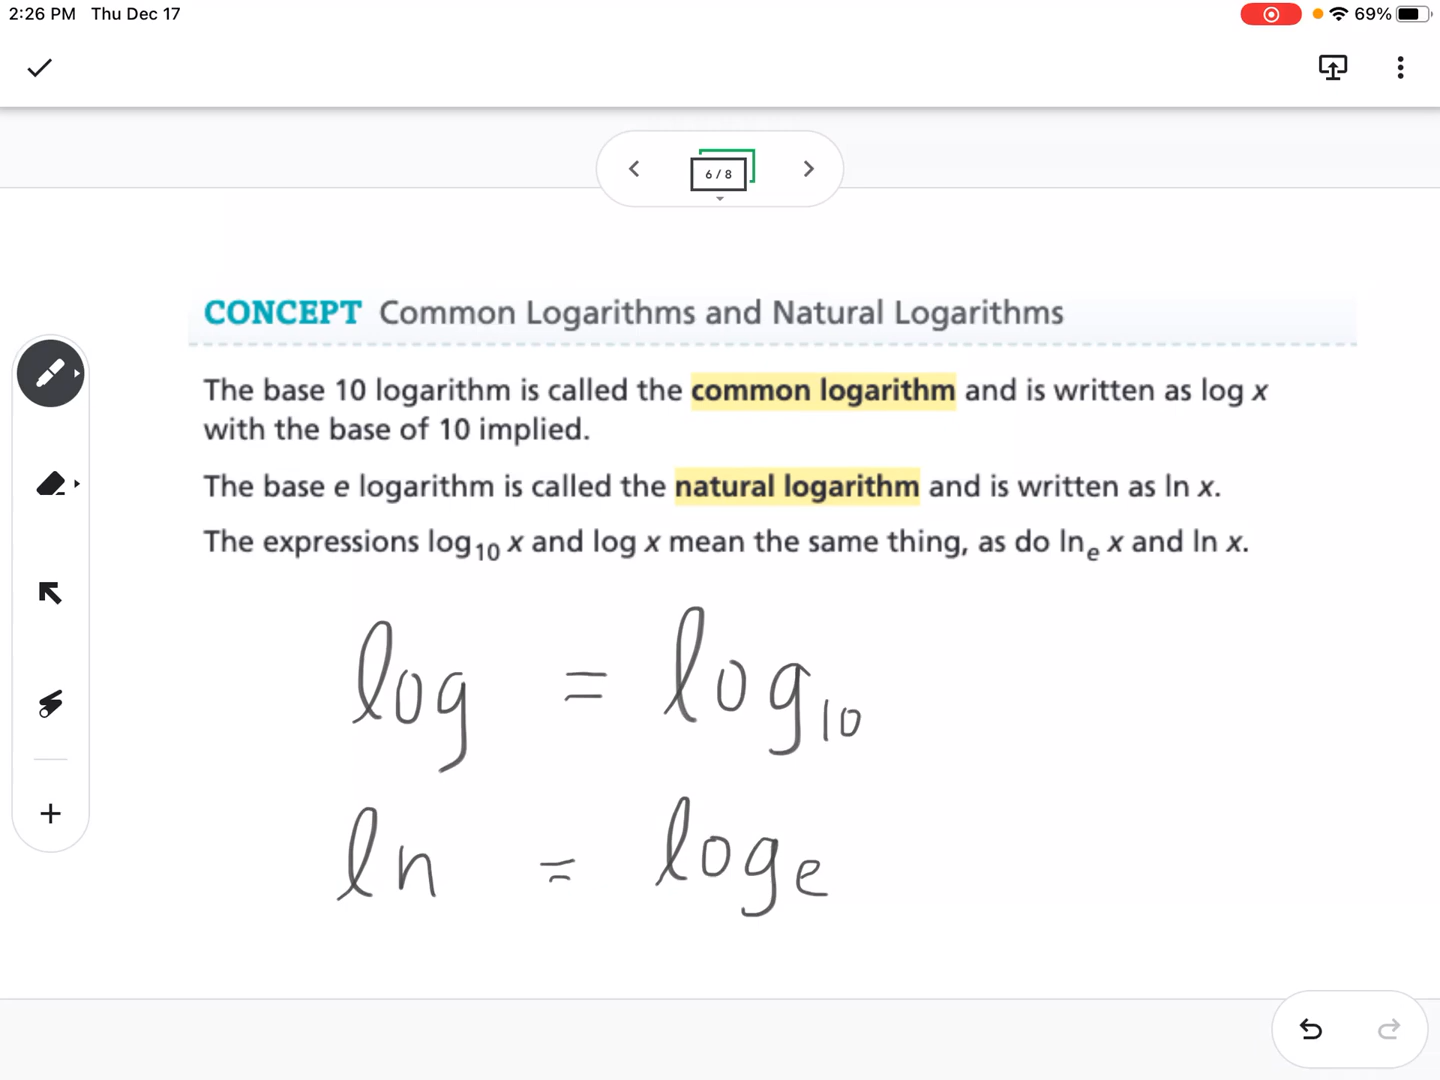 2:26 PM Thu Dec 17 69%
6 / 8
CONCEPT Common Logarithms and Natural Logarithms
The base 10 logarithm is called the common logarithm and is written as log x
with the base of 10 implied.
The base e logarithm is called the natural logarithm and is written as ln x.
The expressions log₁₀ x and log x mean the same thing, as do lnₑ x and ln x.
log = log₁₀
ln = logₑ